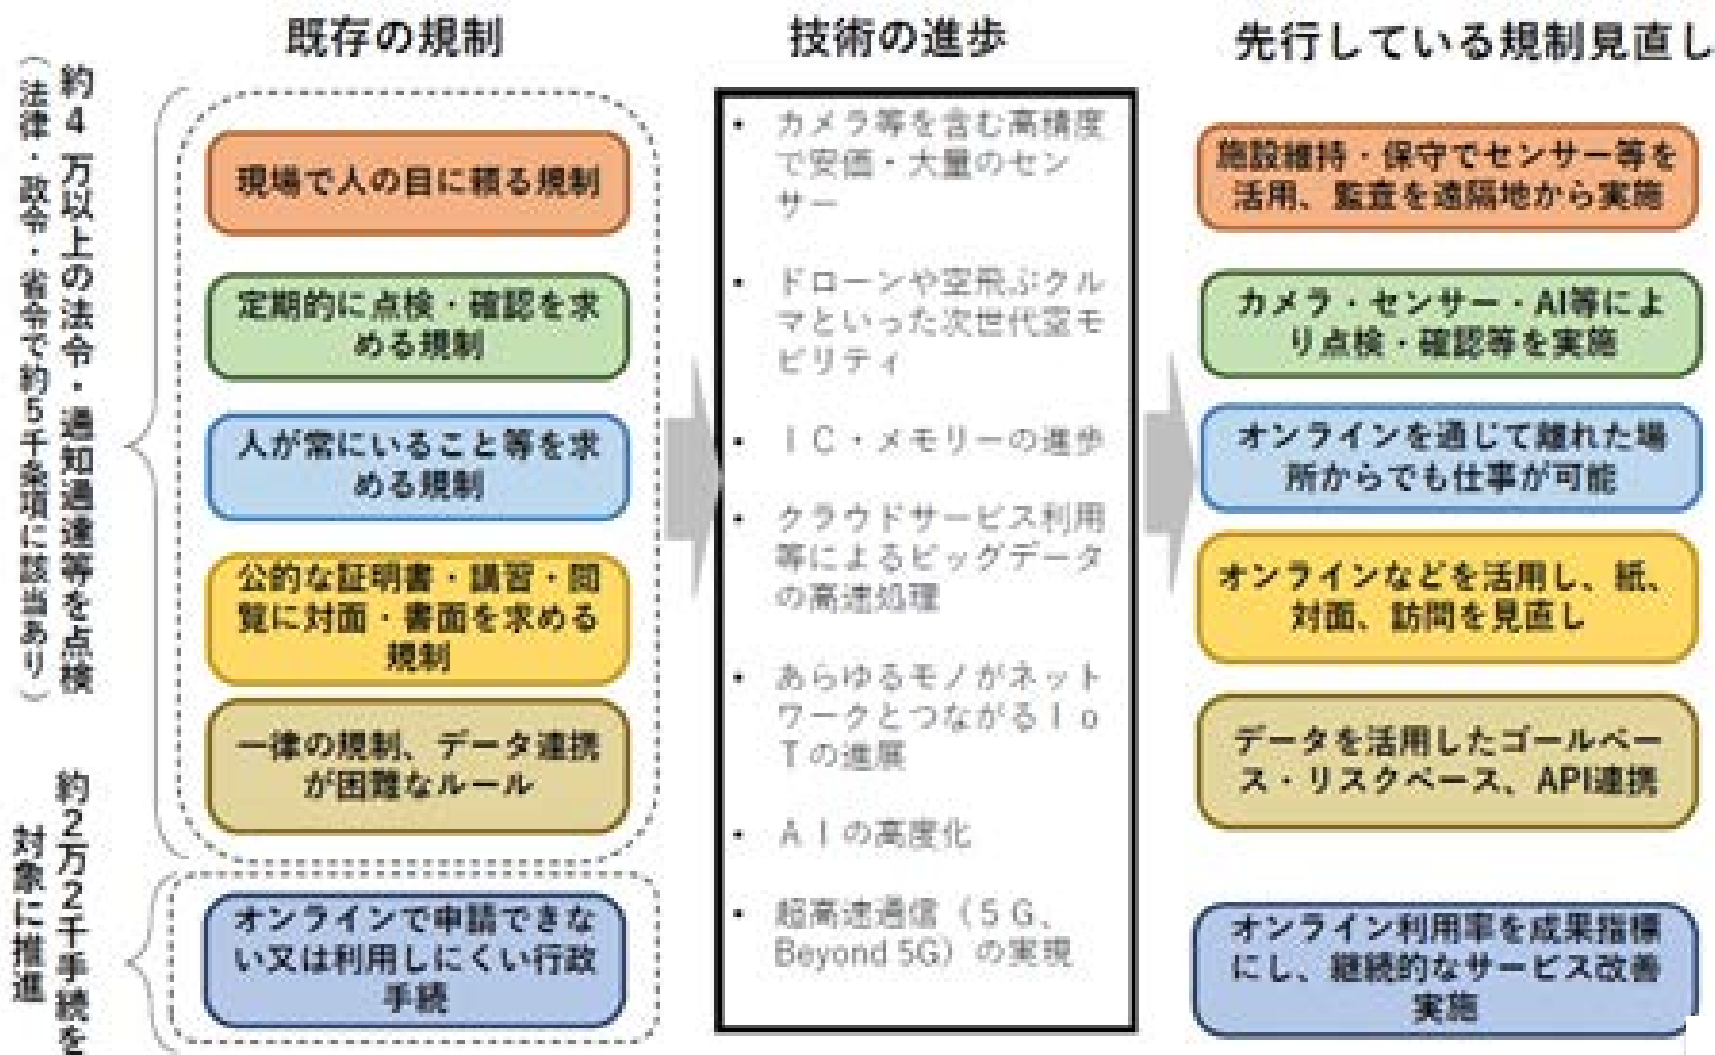 既存の規制
技術の進歩
先行している規制見直し
約4万以上の法令・通知通達等を点検
（法律・政令・省令で約5千条項に該当あり）
現場で人の目に頼る規制
定期的に点検・確認を求
める規制
人が常にいること等を求
める規制
公的な証明書・講習・閲
覧に対面・書面を求める
規制
一律の規制、データ連携
が困難なルール
約2万2千手続を
対象に推進
オンラインで申請できな
い又は利用しにくい行政
手続
• カメラ等を含む高精度
で安価・大量のセン
サー
• ドローンや空飛ぶクル
マといった次世代空モ
ビリティ
• ＩＣ・メモリーの進歩
• クラウドサービス利用
等によるビッグデータ
の高速処理
• あらゆるモノがネット
ワークとつながるＩｏ
Ｔの進展
• ＡＩの高度化
• 超高速通信（５Ｇ、
Beyond 5G）の実現
施設維持・保守でセンサー等を
活用、監査を遠隔地から実施
カメラ・センサー・AI等によ
り点検・確認等を実施
オンラインを通じて離れた場
所からでも仕事が可能
オンラインなどを活用し、紙、
対面、訪問を見直し
データを活用したゴールベー
ス・リスクベース、API連携
オンライン利用率を成果指標
にし、継続的なサービス改善
実施